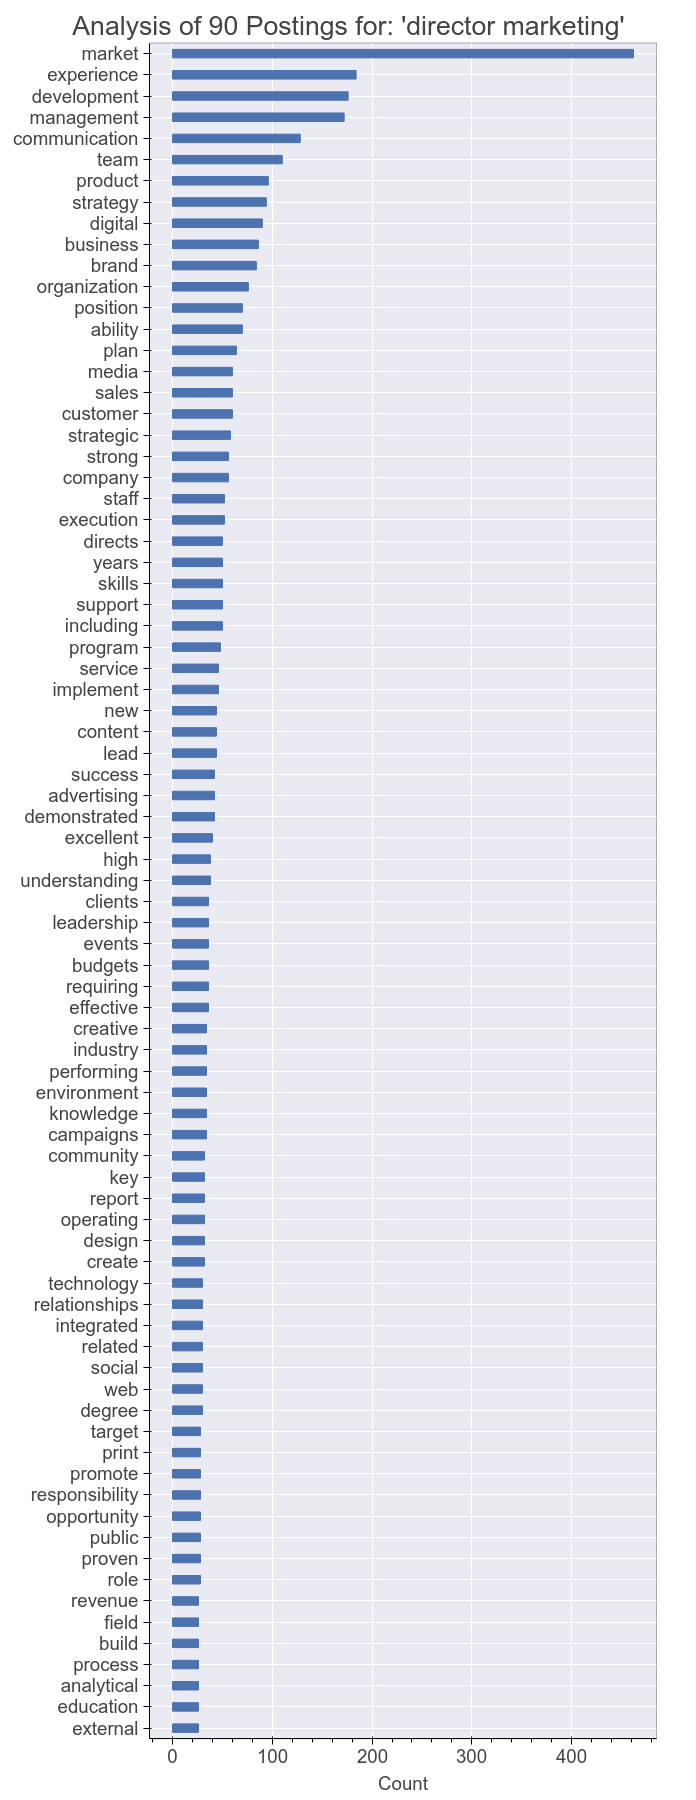 Analysis of 90 Postings for: 'director marketing'
market
experience
development
management
communication
team
product
strategy
digital
business
brand
organization
position
ability
plan
media
sales
customer
strategic
strong
company
staff
execution
directs
years
skills
support
including
program
service
implement
new
content
lead
success
advertising
demonstrated
excellent
high
understanding
clients
leadership
events
budgets
requiring
effective
creative
industry
performing
environment
knowledge
campaigns
community
key
report
operating
design
create
technology
relationships
integrated
related
social
web
degree
target
print
promote
responsibility
opportunity
public
proven
role
revenue
field
build
process
analytical
education
external
0 100 200 300 400
Count